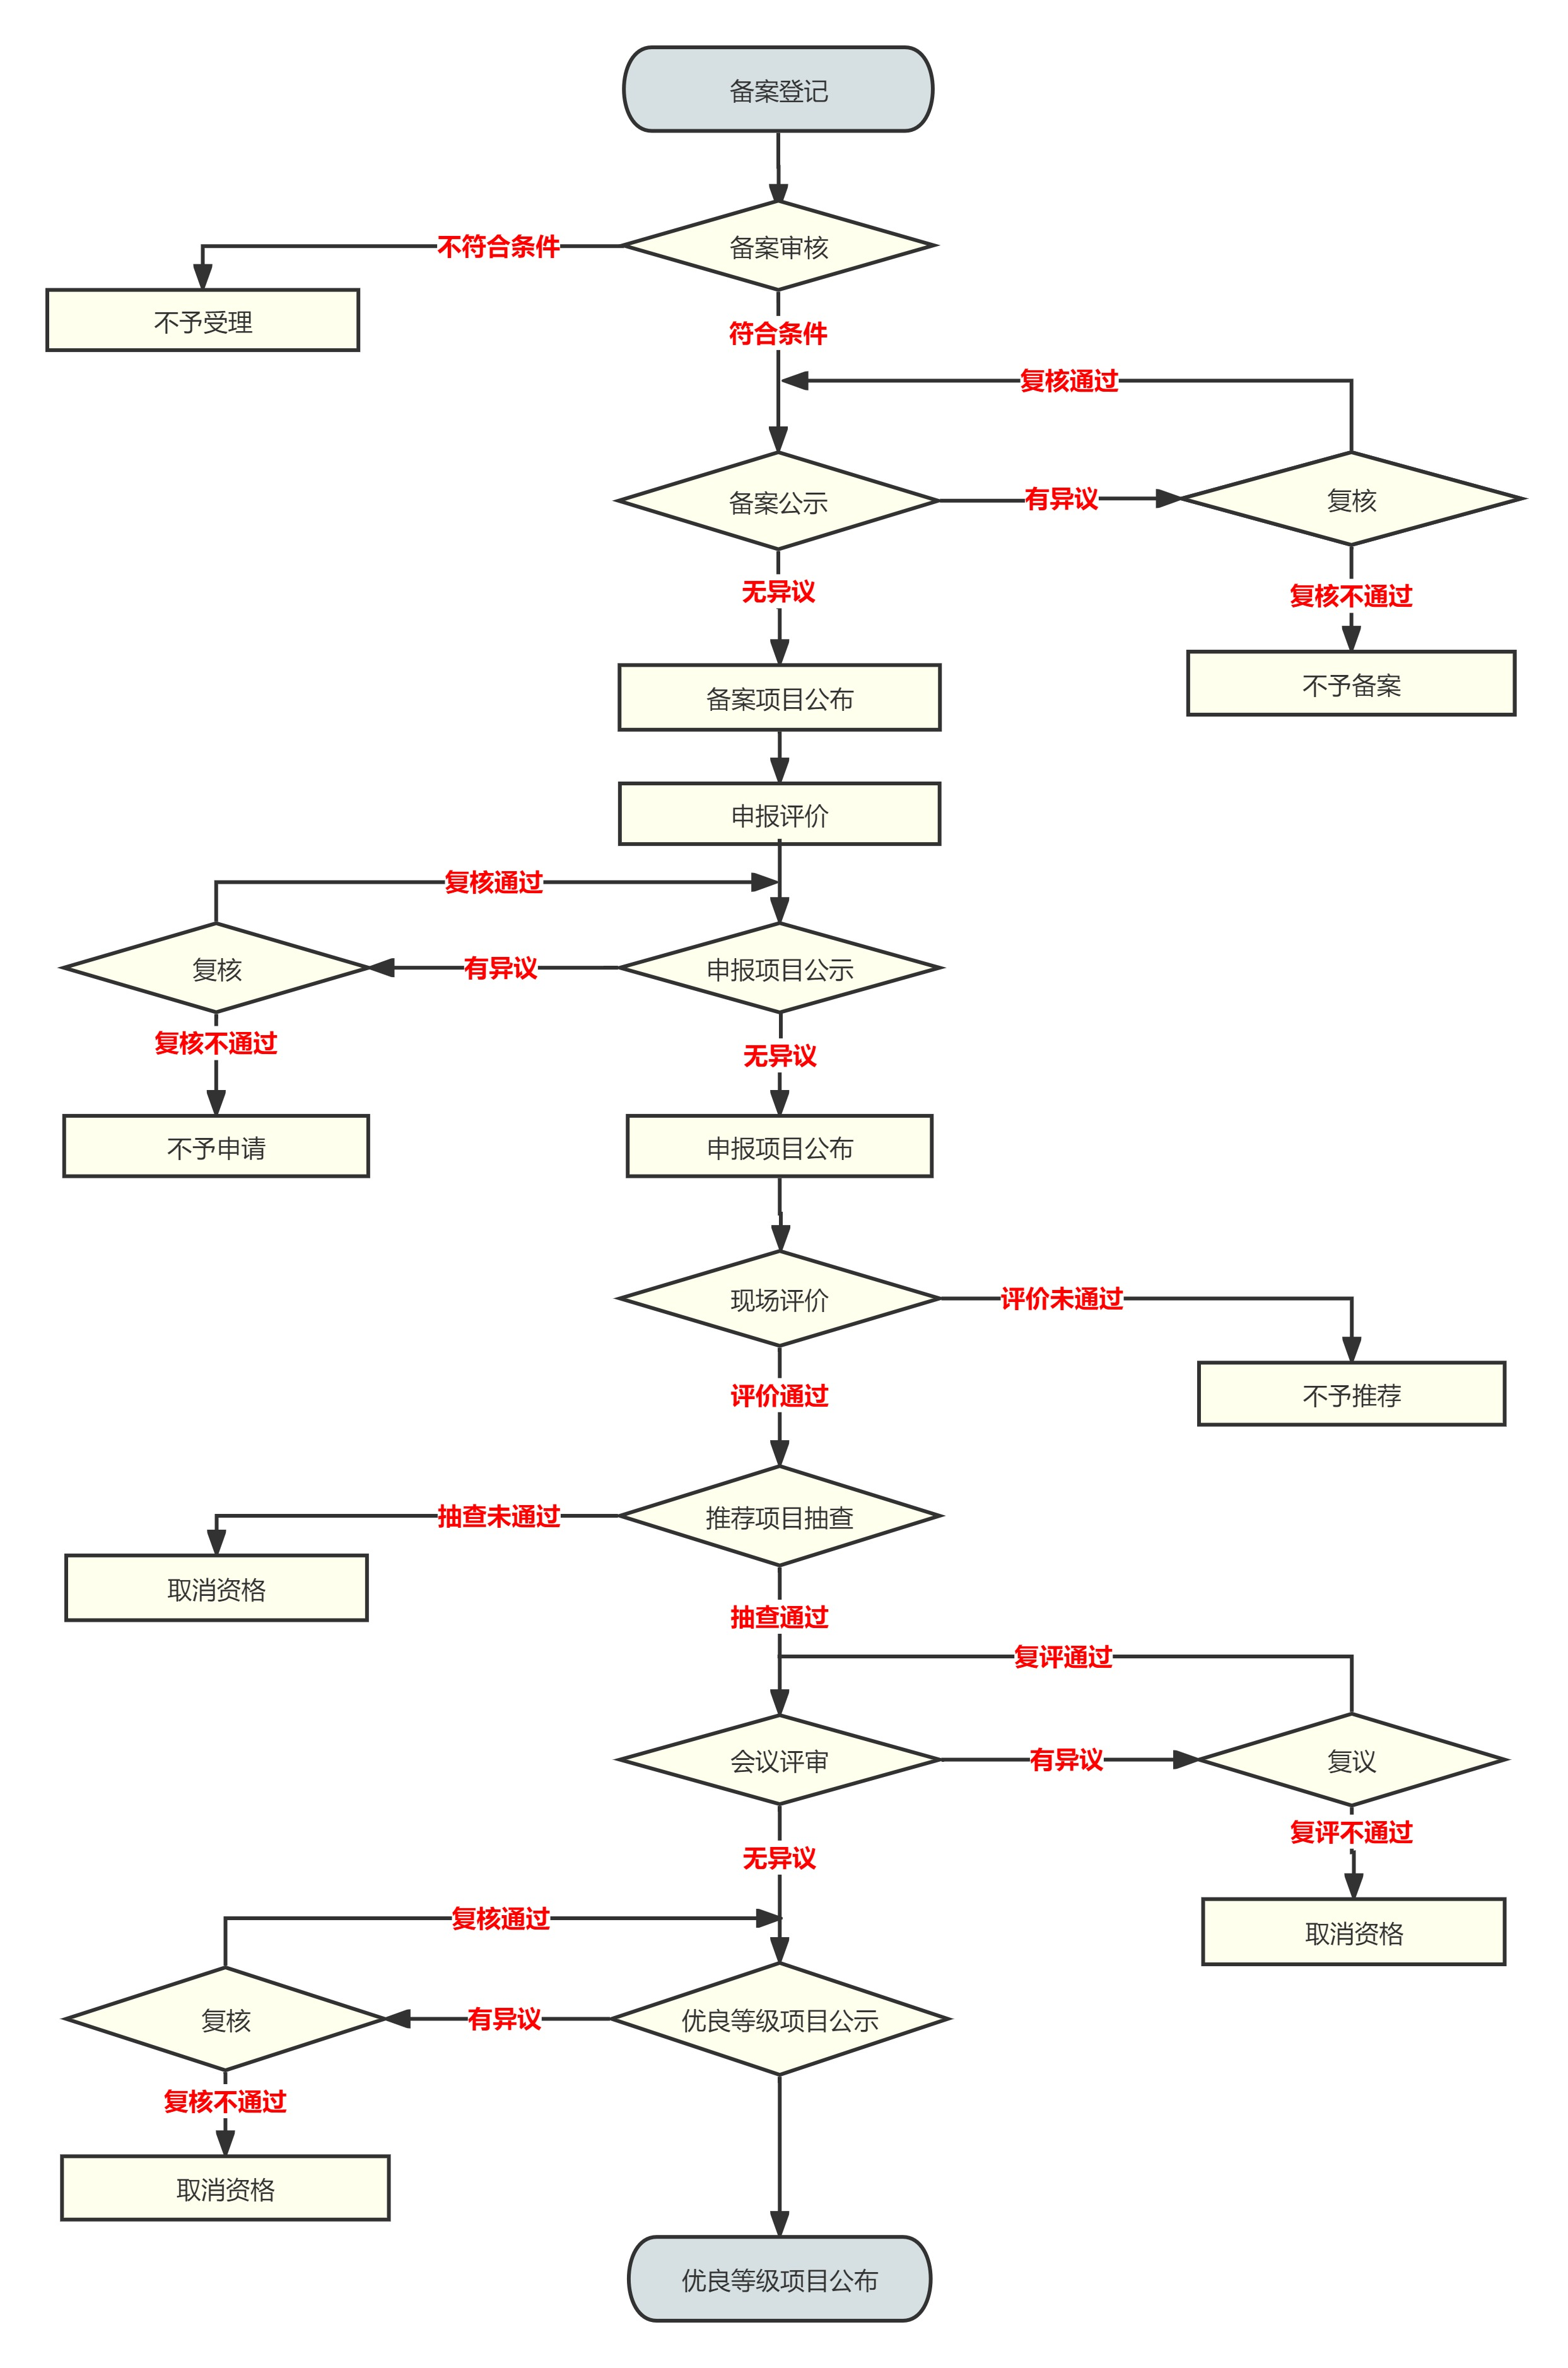 备案登记
备案审核
不符合条件
不予受理
符合条件
复核通过
备案公示
有异议
复核
无异议
复核不通过
不予备案
备案项目公布
申报评价
复核通过
复核
有异议
申报项目公示
复核不通过
无异议
不予申请
申报项目公布
现场评价
评价未通过
不予推荐
评价通过
抽查未通过
推荐项目抽查
取消资格
抽查通过
复评通过
会议评审
有异议
复议
复评不通过
无异议
复核通过
取消资格
复核
有异议
优良等级项目公示
复核不通过
取消资格
优良等级项目公布